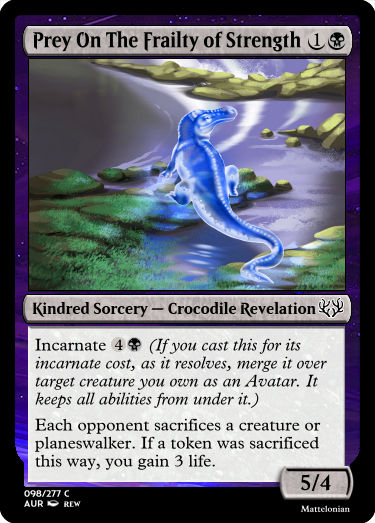 Prey On The Frailty of Strength 1
Kindred Sorcery — Crocodile Revelation
Incarnate 4 (If you cast this for its
incarnate cost, as it resolves, merge it over
target creature you own as an Avatar. It
keeps all abilities from under it.)
Each opponent sacrifices a creature or
planeswalker. If a token was sacrificed
this way, you gain 3 life.
5/4
098/277 C
AUR REW
Mattelonian